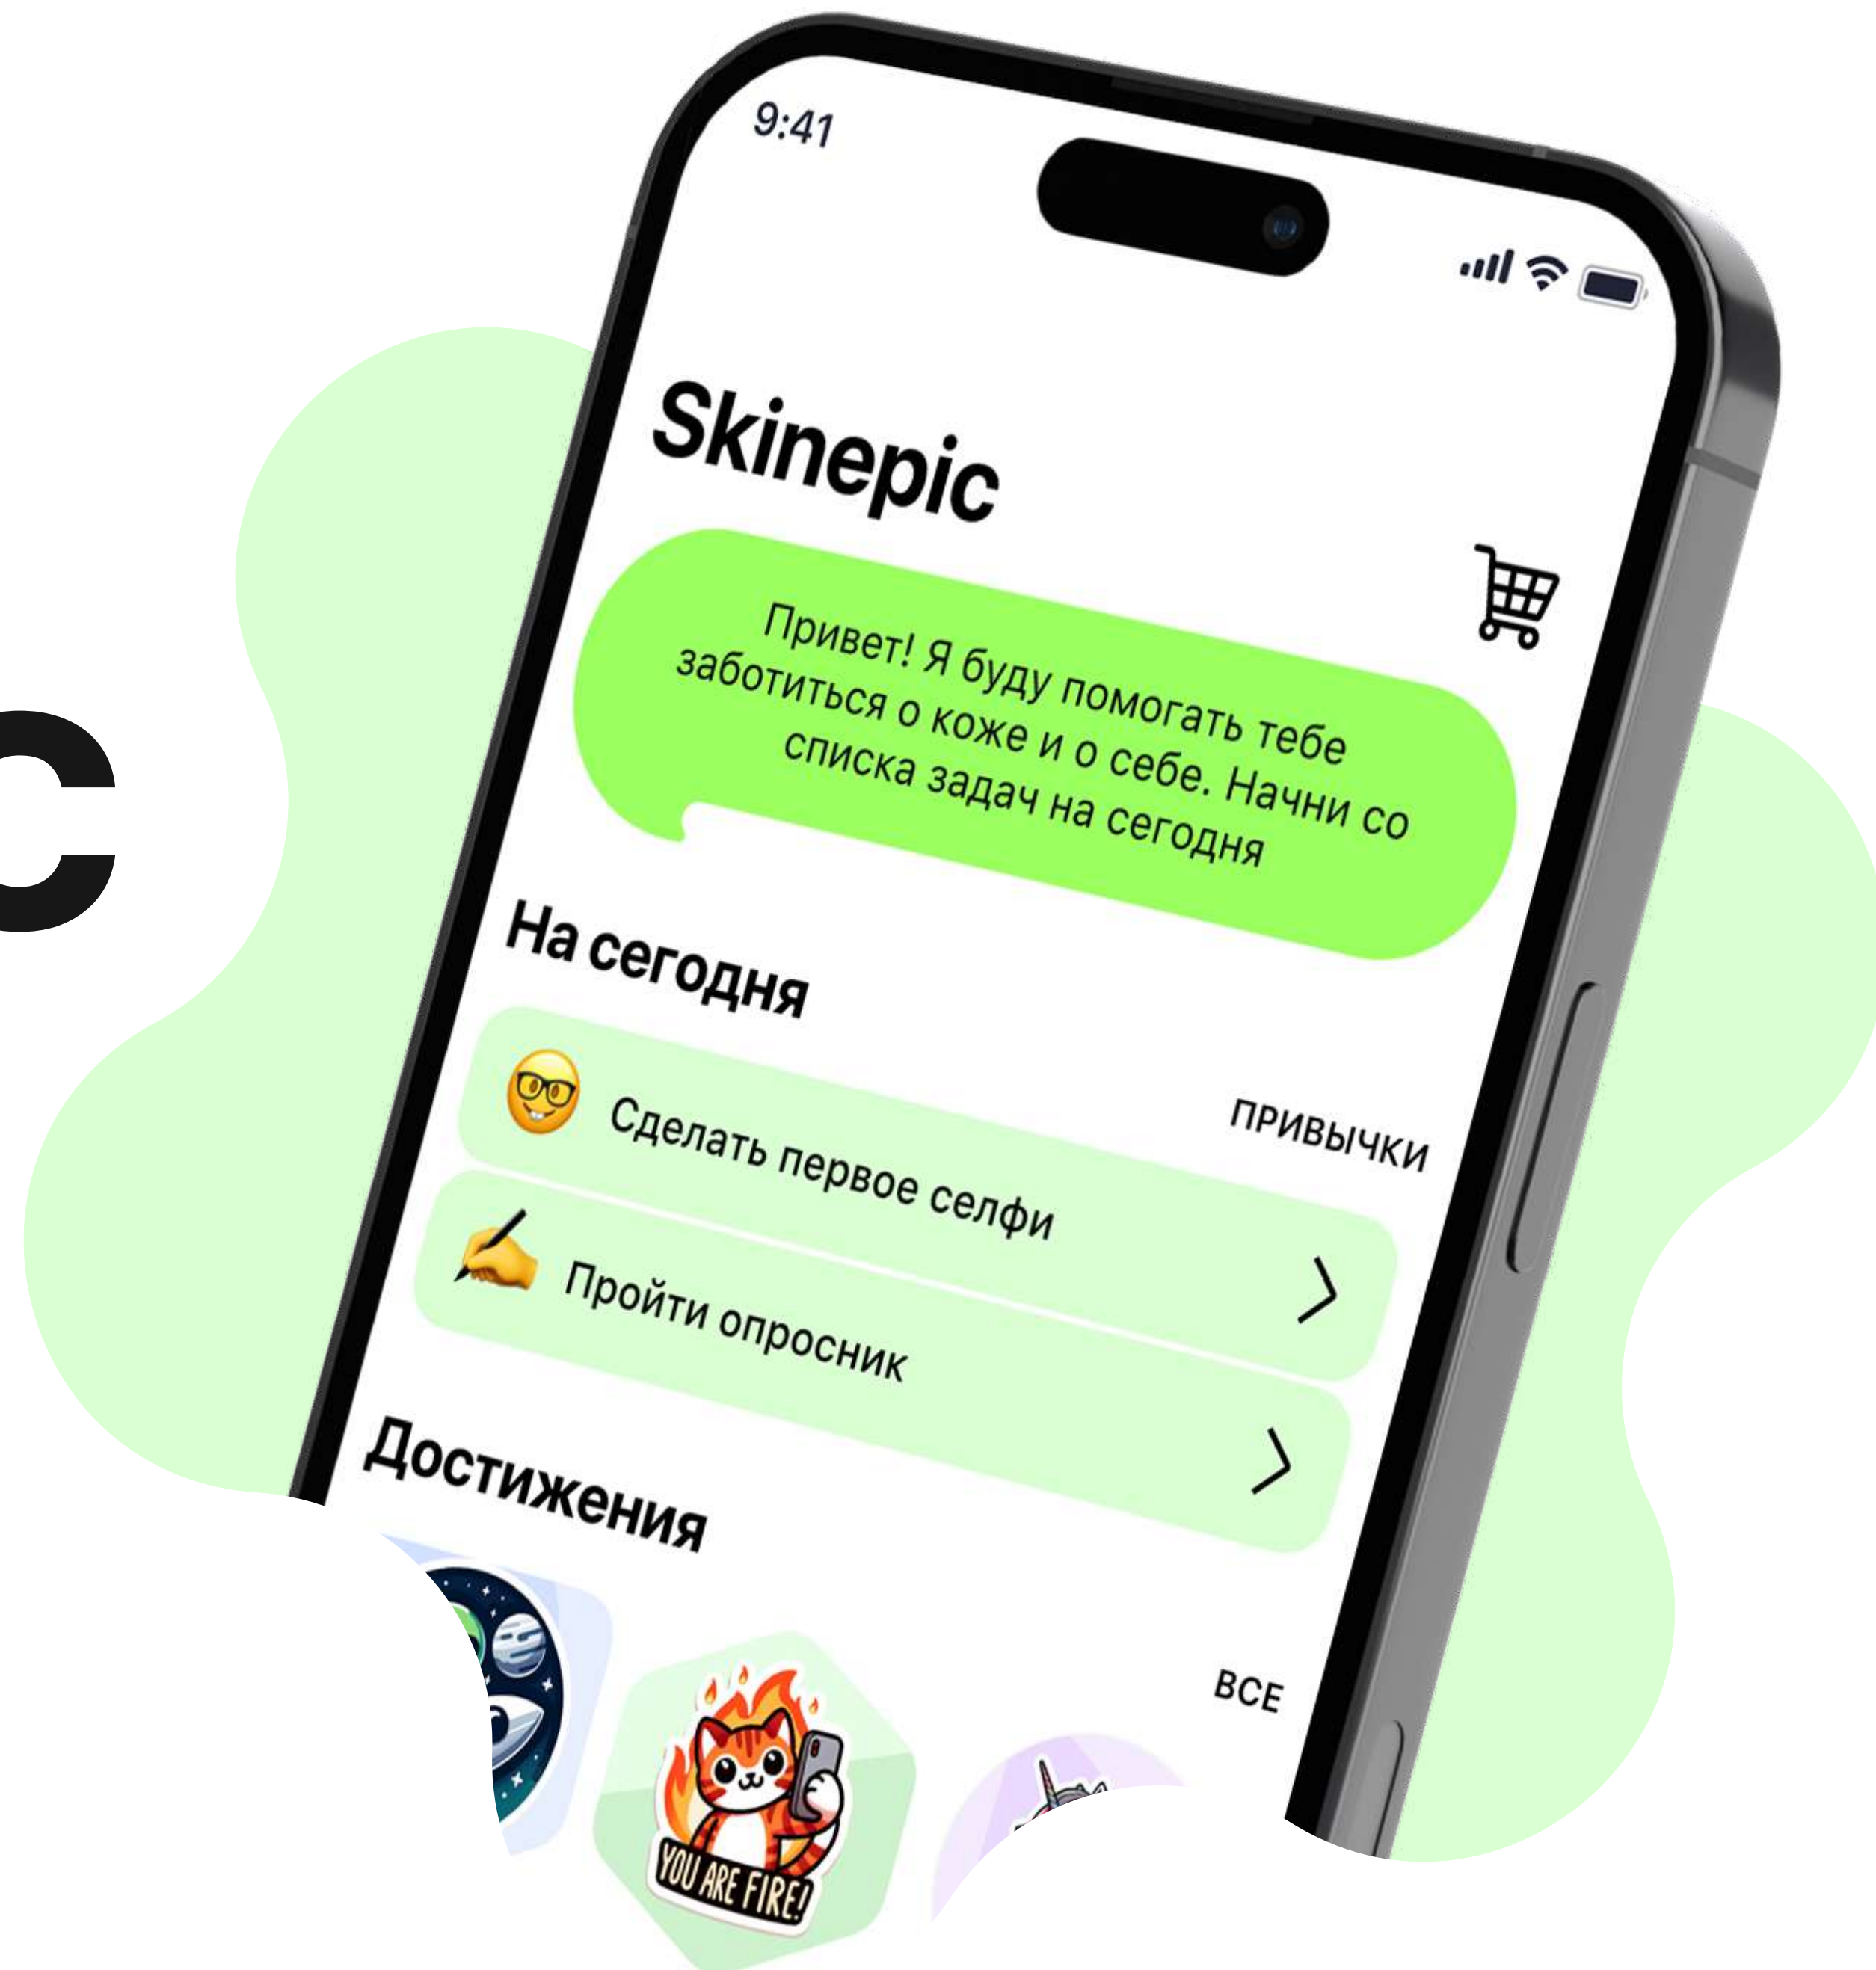 9:41
Skinepic
Привет! Я буду помогать тебе
заботиться о коже и о себе. Начни со
списка задач на сегодня
На сегодня
ПРИВЫЧКИ
Сделать первое селфи
Пройти опросник
Достижения
ВСЕ
YOU ARE FIRE!
c